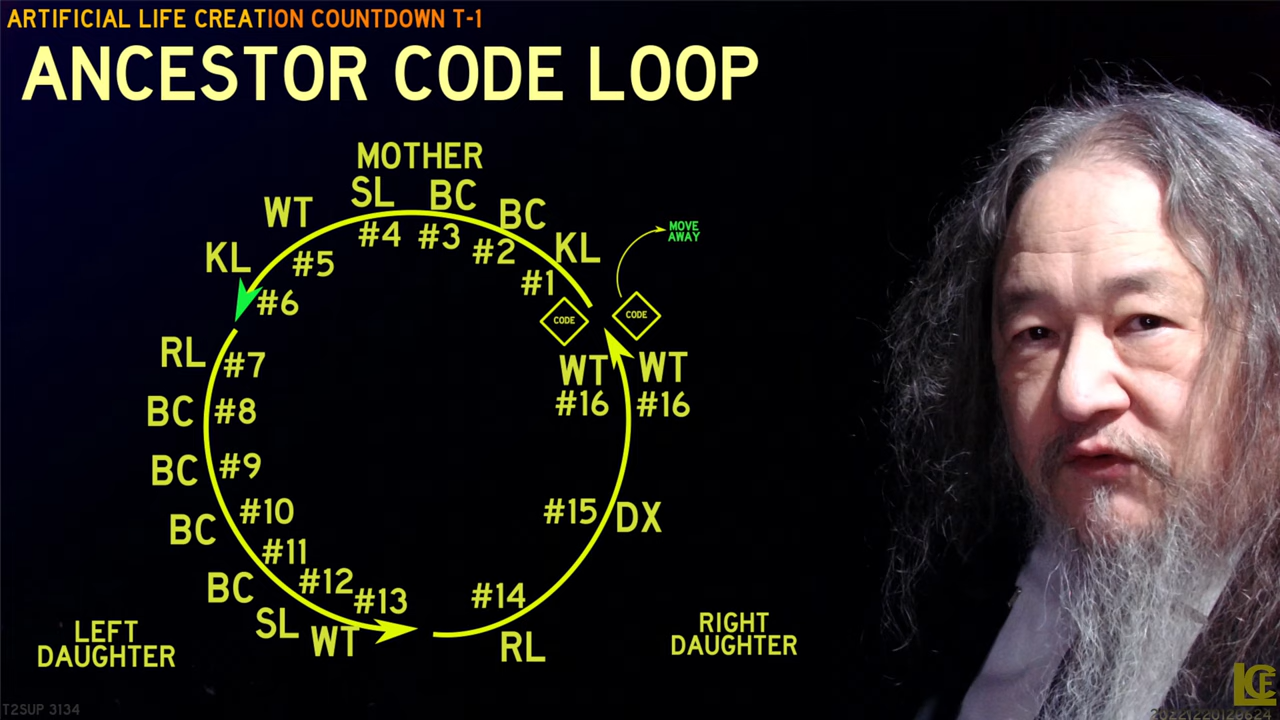 ARTIFICIAL LIFE CREATION COUNTDOWN T-1
ANCESTOR CODE LOOP
MOTHER
SL BC
WT BC
#4 #3
KL #5 #2 KL
MOVE
AWAY
#6 #1
CODE CODE
RL #7 WT WT
BC #8 #16 #16
BC #9
#10 #15 DX
BC
#11
BC #12 #14
#13
SL WT RL
LEFT
DAUGHTER
RIGHT
DAUGHTER
T2SUP 3134